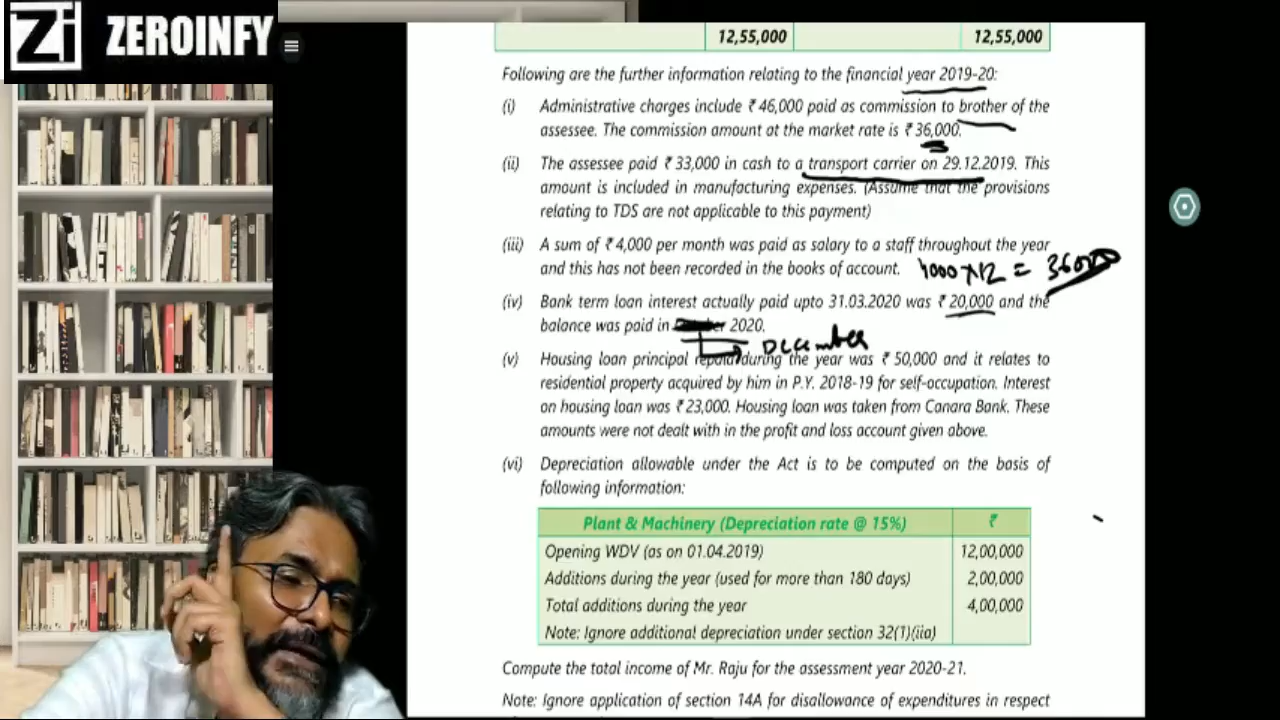 Zi ZEROINFY
12,55,000 12,55,000
Following are the further information relating to the financial year 2019-20:
(i) Administrative charges include ₹ 46,000 paid as commission to brother of the
assessee. The commission amount at the market rate is ₹ 36,000.
(ii) The assessee paid ₹ 33,000 in cash to a transport carrier on 29.12.2019. This
amount is included in manufacturing expenses. (Assume that the provisions
relating to TDS are not applicable to this payment)
(iii) A sum of ₹ 4,000 per month was paid as salary to a staff throughout the year
and this has not been recorded in the books of account. 4000 x 12 =
(iv) Bank term loan interest actually paid upto 31.03.2020 was ₹ 20,000 and the
balance was paid in 2020.
December
(v) Housing loan principal repaid during the year was ₹ 50,000 and it relates to
residential property acquired by him in P.Y. 2018-19 for self-occupation. Interest
on housing loan was ₹ 23,000. Housing loan was taken from Canara Bank. These
amounts were not dealt with in the profit and loss account given above.
(vi) Depreciation allowable under the Act is to be computed on the basis of
following information:
Plant & Machinery (Depreciation rate @ 15%) ₹
Opening WDV (as on 01.04.2019) 12,00,000
Additions during the year (used for more than 180 days) 2,00,000
Total additions during the year 4,00,000
Note: Ignore additional depreciation under section 32(1)(iia)
Compute the total income of Mr. Raju for the assessment year 2020-21.
Note: Ignore application of section 14A for disallowance of expenditures in respect